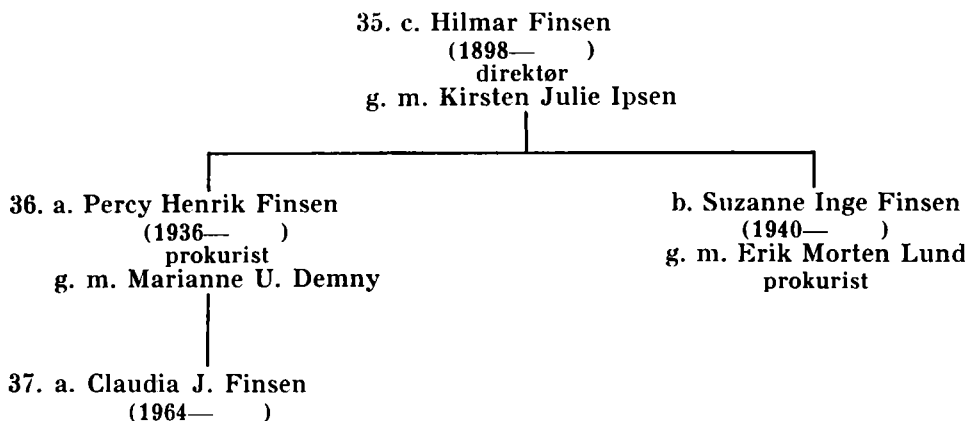 35. c. Hilmar Finsen
(1898— )
direktør
g. m. Kirsten Julie Ipsen
36. a. Percy Henrik Finsen
(1936— )
prokurist
g. m. Marianne U. Demny
b. Suzanne Inge Finsen
(1940— )
g. m. Erik Morten Lund
prokurist
37. a. Claudia J. Finsen
(1964— )